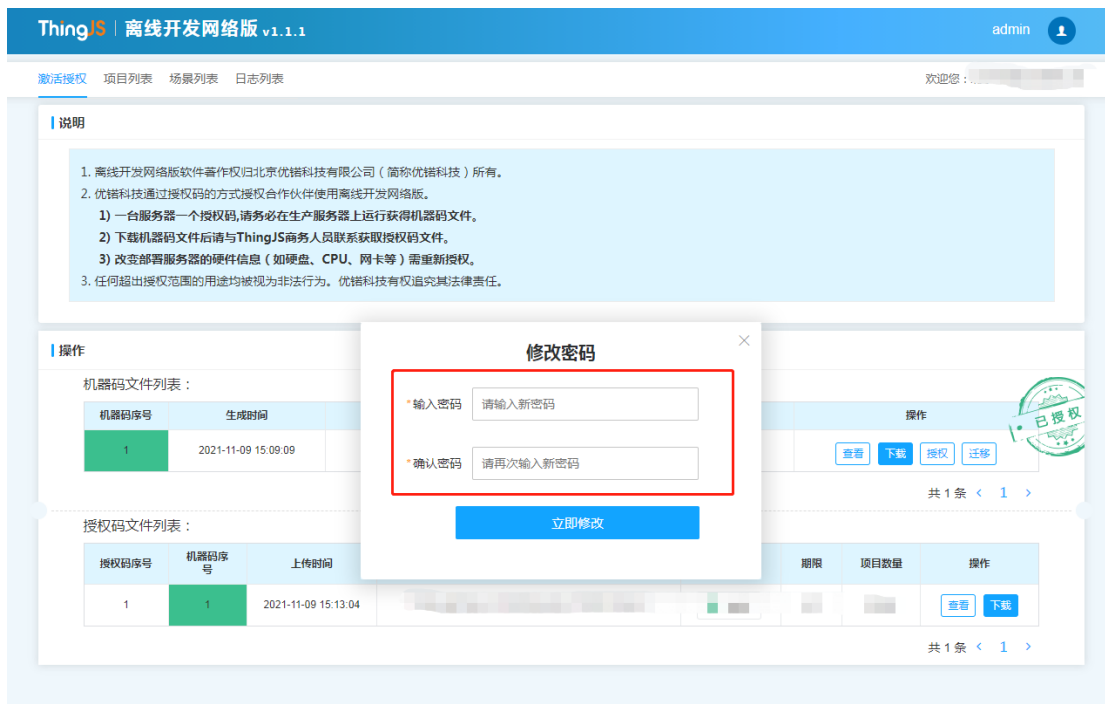 ThingJS 离线开发网络版 v1.1.1
admin
激活授权 项目列表 场景列表 日志列表
欢迎您：
说明
1. 离线开发网络版软件著作权归北京优锘科技有限公司（简称优锘科技）所有。
2. 优锘科技通过授权码的方式授权合作伙伴使用离线开发网络版。
1) 一台服务器一个授权码,请务必在生产服务器上运行获得机器码文件。
2) 下载机器码文件后请与ThingJS商务人员联系获取授权码文件。
3) 改变部署服务器的硬件信息（如硬盘、CPU、网卡等）需重新授权。
3. 任何超出授权范围的用途均被视为非法行为。优锘科技有权追究其法律责任。
操作
机器码文件列表：
机器码序号 生成时间 操作
1 2021-11-09 15:09:09 查看 下载 授权 迁移
已授权
共 1 条 < 1 >
修改密码
*输入密码 请输入新密码
*确认密码 请再次输入新密码
立即修改
授权码文件列表：
授权码序号 机器码序号 上传时间 期限 项目数量 操作
1 1 2021-11-09 15:13:04 查看 下载
共 1 条 < 1 >